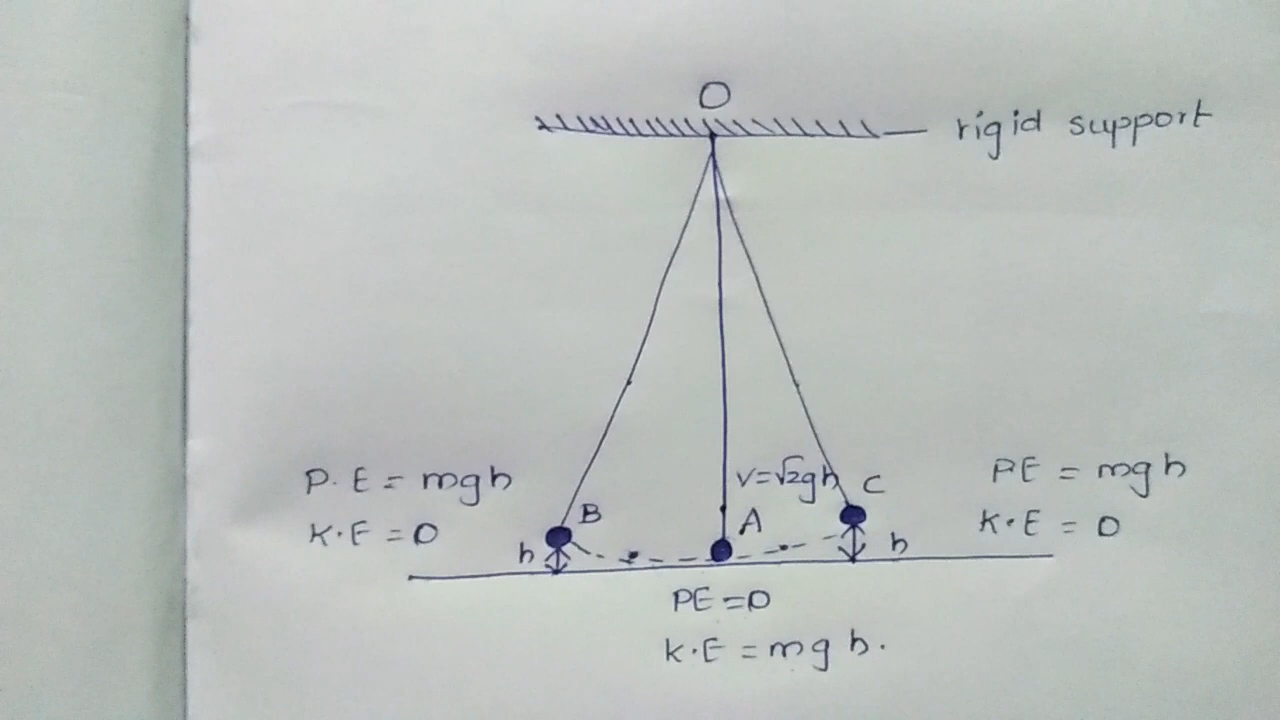 O
rigid support
P.E = mgh
K.E = 0
B
h
v=√2gh
A
C
h
PE = mgh
K.E = 0
PE = 0
K.E = mgh.